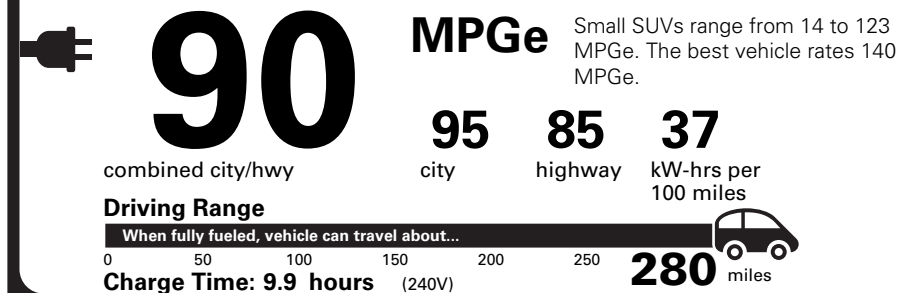 90
MPGe
Small SUVs range from 14 to 123
MPGe. The best vehicle rates 140
MPGe.
combined city/hwy
95
city
85
highway
37
kW-hrs per
100 miles
Driving Range
When fully fueled, vehicle can travel about...
0 50 100 150 200 250 280 miles
Charge Time: 9.9 hours (240V)